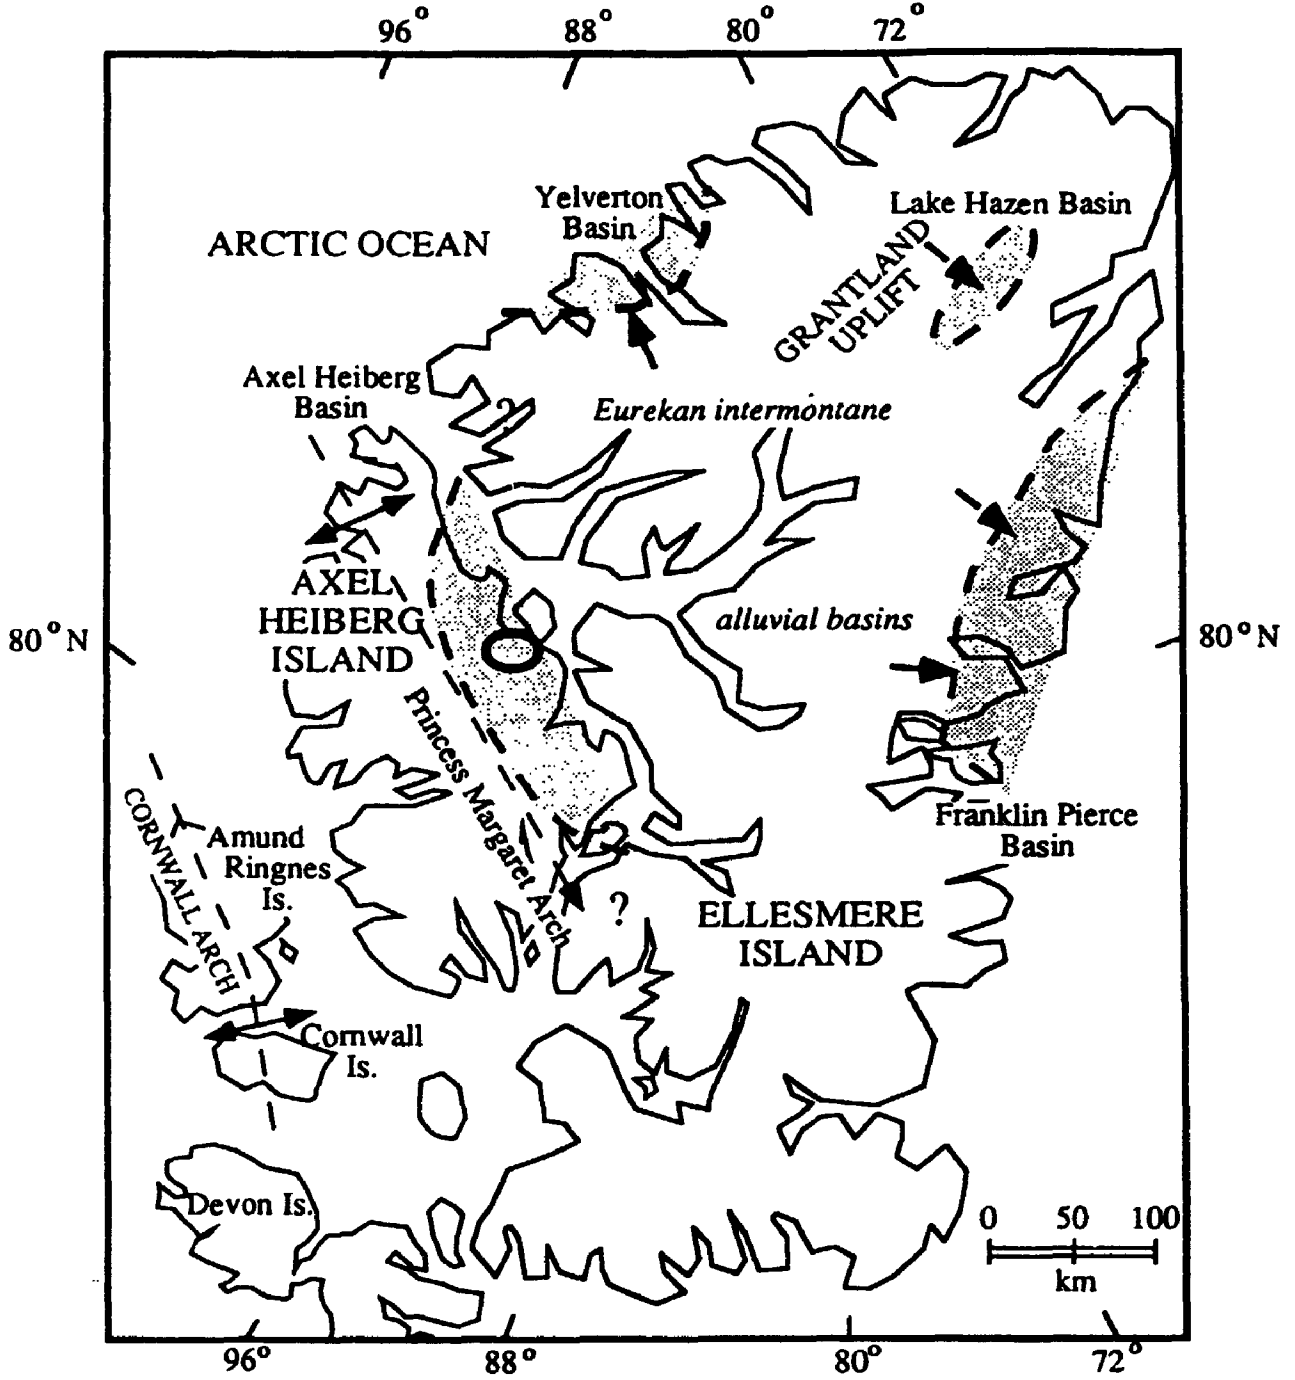 96° 88° 80° 72°
Yelverton
Basin
Lake Hazen Basin
ARCTIC OCEAN
GRANTLAND
UPLIFT
Axel Heiberg
Basin
?
Eurekan intermontane
AXEL
HEIBERG
ISLAND
alluvial basins
80°N
80°N
Princess Margaret Arch
CORNWALL ARCH
Amund
Ringnes
Is.
Franklin Pierce
Basin
?
ELLESMERE
ISLAND
Cornwall
Is.
Devon Is.
0 50 100
km
96° 88° 80° 72°